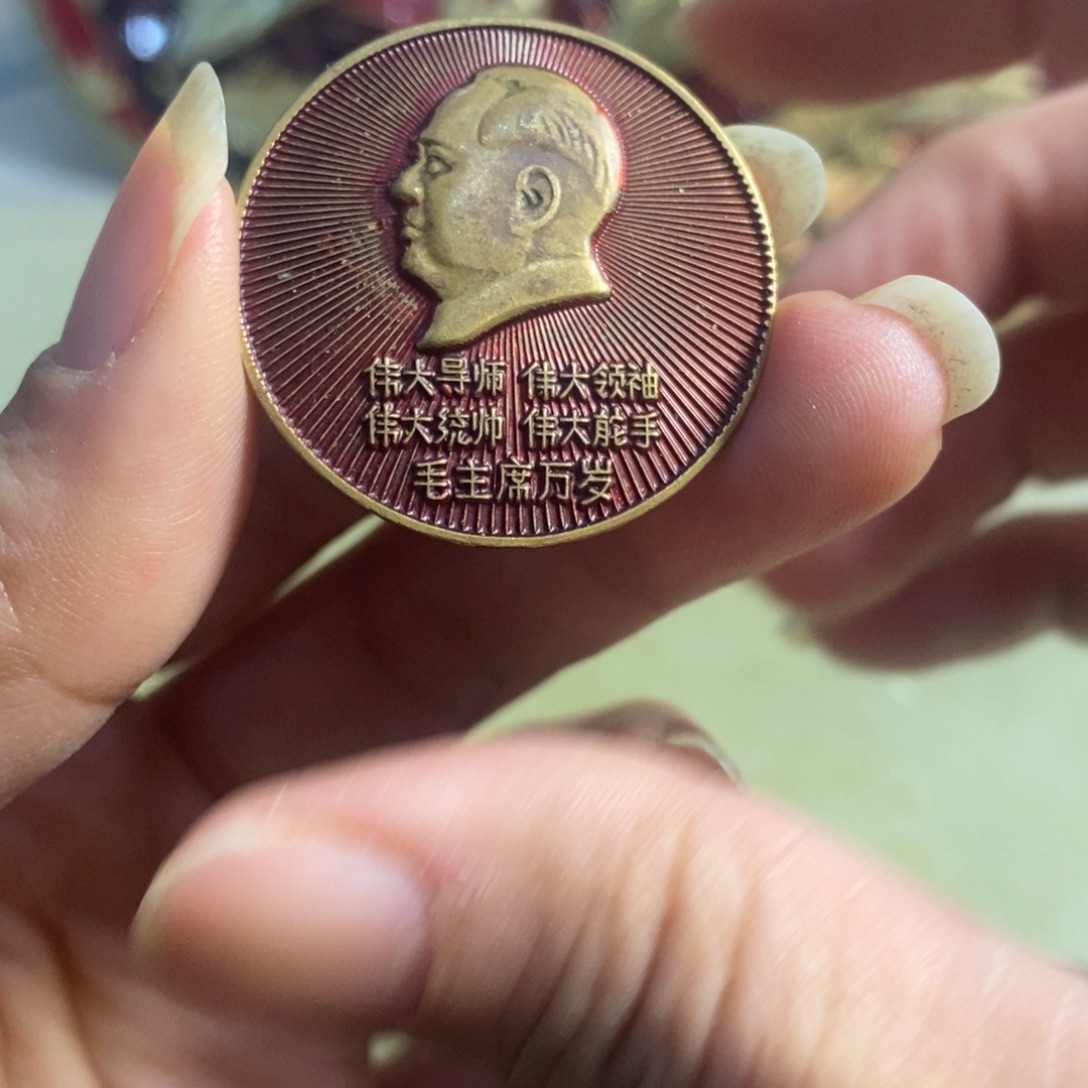 伟大导师 伟大领袖
伟大统帅 伟大舵手
毛主席万岁